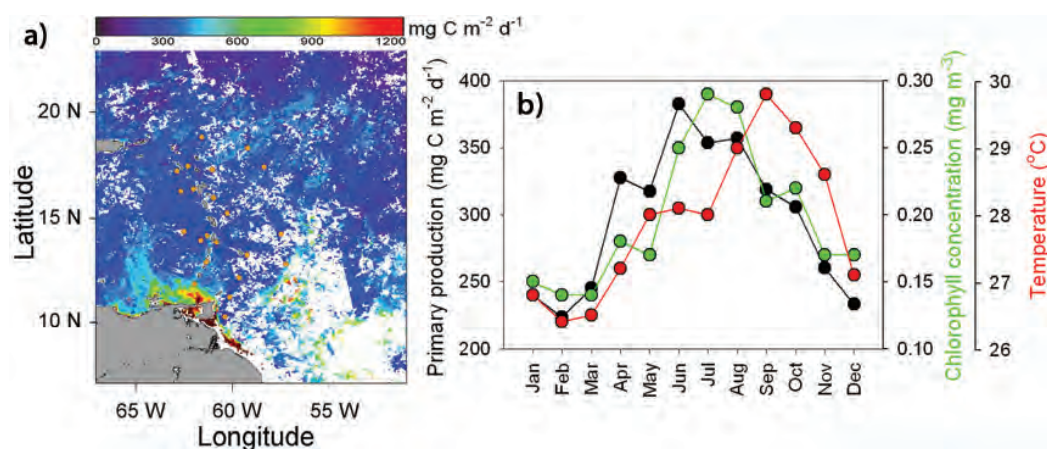 a)
mg C m⁻² d⁻¹
0 300 600 900 1200
20 N
15 N
10 N
Latitude
65 W 60 W 55 W
Longitude
b)
Primary production (mg C m⁻² d⁻¹)
400
350
300
250
200
0.30
0.25
0.20
0.15
0.10
Chlorophyll concentration (mg m⁻³)
30
29
28
27
26
Temperature (°C)
Jan Feb Mar Apr May Jun Jul Aug Sep Oct Nov Dec